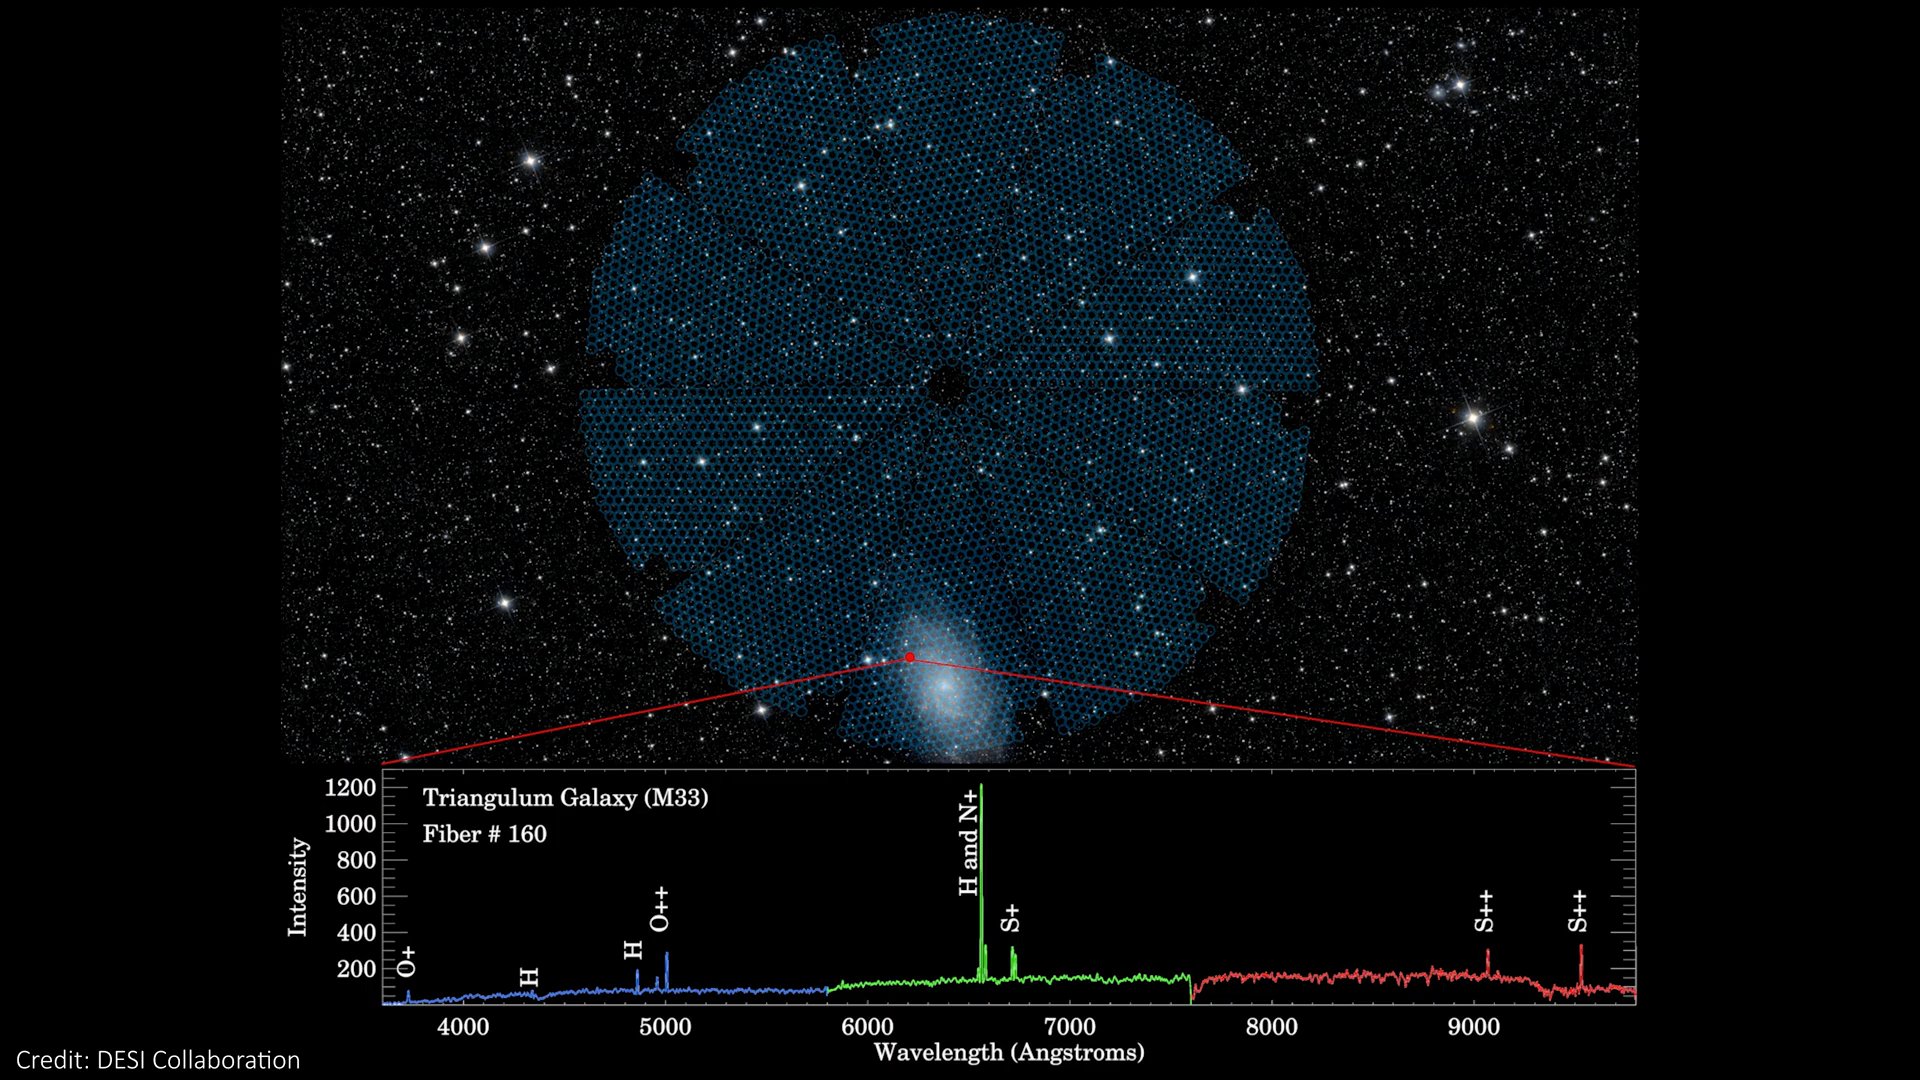 Triangulum Galaxy (M33)
Fiber # 160
Intensity
1200
1000
800
600
400
200
O+
H
H
O++
H and N+
S+
S++
S++
4000 5000 6000 7000 8000 9000
Wavelength (Angstroms)
Credit: DESI Collaboration